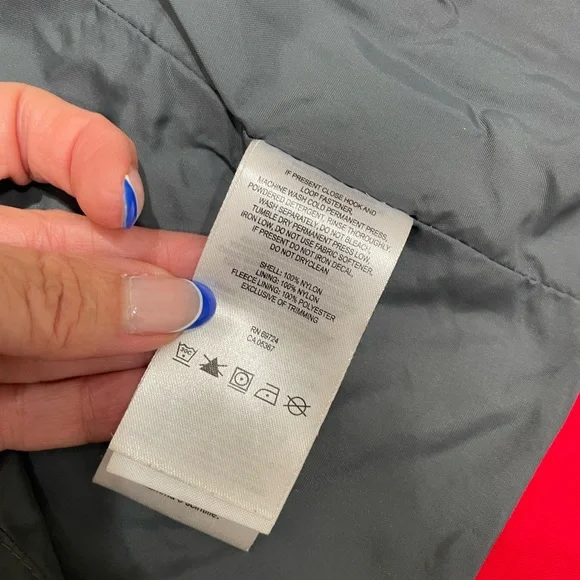 IF PRESENT CLOSE HOOK AND
LOOP FASTENER.
MACHINE WASH COLD PERMANENT PRESS,
POWDERED DETERGENT, RINSE THOROUGHLY,
WASH SEPARATELY, DO NOT BLEACH,
TUMBLE DRY PERMANENT PRESS LOW,
IRON LOW, DO NOT USE FABRIC SOFTENER.
IF PRESENT DO NOT IRON DECAL,
DO NOT DRYCLEAN
SHELL: 100% NYLON
LINING: 100% NYLON
FLEECE LINING: 100% POLYESTER
EXCLUSIVE OF TRIMMING
RN 69724
CA 05367
30C